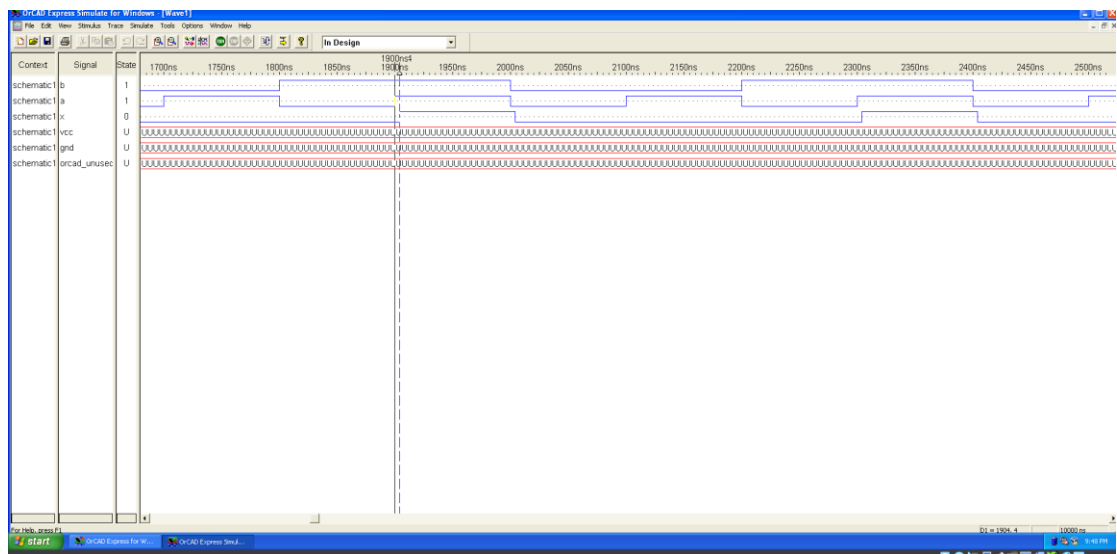 OrCAD Express Simulate for Windows - [Wave1]
File Edit View Stimulus Trace Simulate Tools Options Window Help
In Design
Context Signal State
1900ns
1700ns 1750ns 1800ns 1850ns 1900ns 1950ns 2000ns 2050ns 2100ns 2150ns 2200ns 2250ns 2300ns 2350ns 2400ns 2450ns 2500ns
schematic1 b 1
schematic1 a 1
schematic1 x 0
schematic1 vcc U
schematic1 gnd U
schematic1 orcad_unusec U
For Help, press F1 D1 = 1904. 4 10000 ns
start OrCAD Express for W... OrCAD Express Simul... 9:48 PM